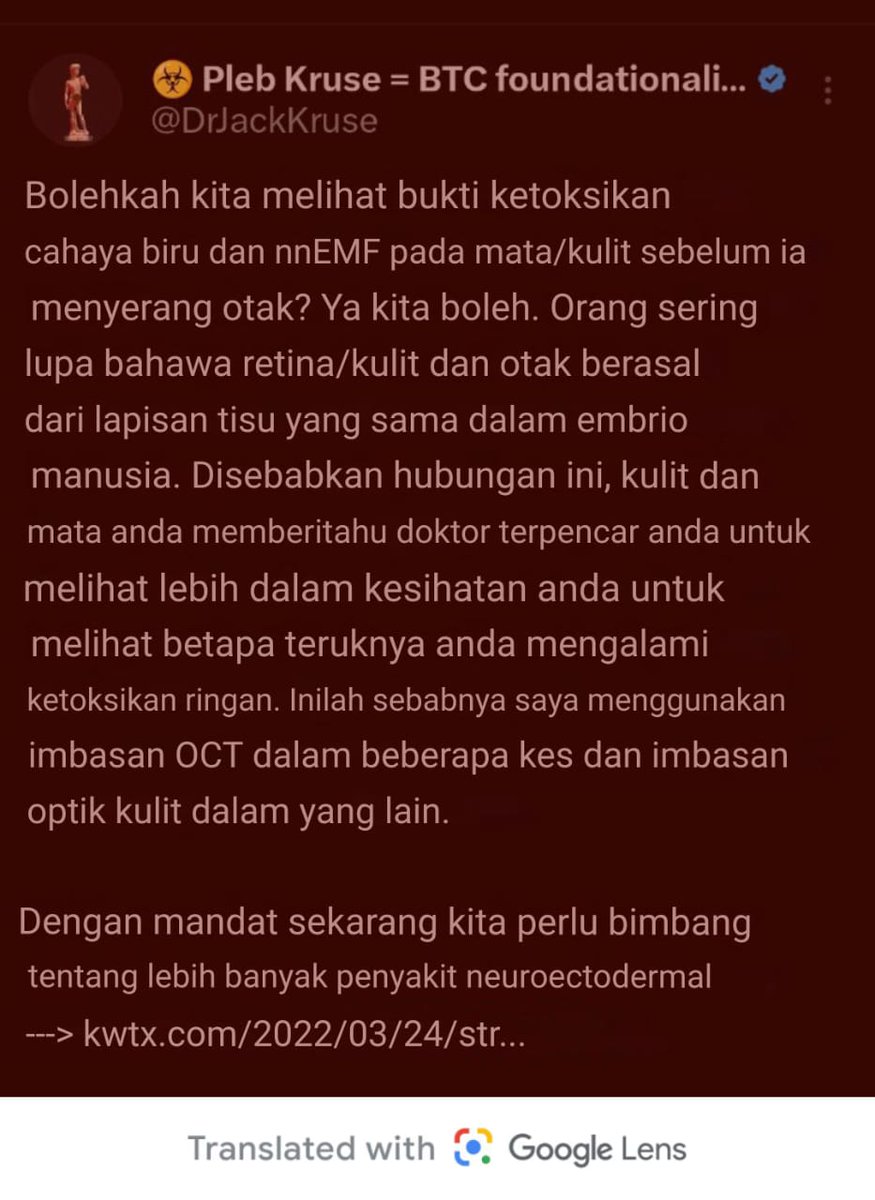 Pleb Kruse = BTC foundationali...
@DrJackKruse
Bolehkah kita melihat bukti ketoksikan
cahaya biru dan nnEMF pada mata/kulit sebelum ia
menyerang otak? Ya kita boleh. Orang sering
lupa bahawa retina/kulit dan otak berasal
dari lapisan tisu yang sama dalam embrio
manusia. Disebabkan hubungan ini, kulit dan
mata anda memberitahu doktor terpencar anda untuk
melihat lebih dalam kesihatan anda untuk
melihat betapa teruknya anda mengalami
ketoksikan ringan. Inilah sebabnya saya menggunakan
imbasan OCT dalam beberapa kes dan imbasan
optik kulit dalam yang lain.
Dengan mandat sekarang kita perlu bimbang
tentang lebih banyak penyakit neuroectodermal
---> kwtx.com/2022/03/24/str...
Translated with Google Lens